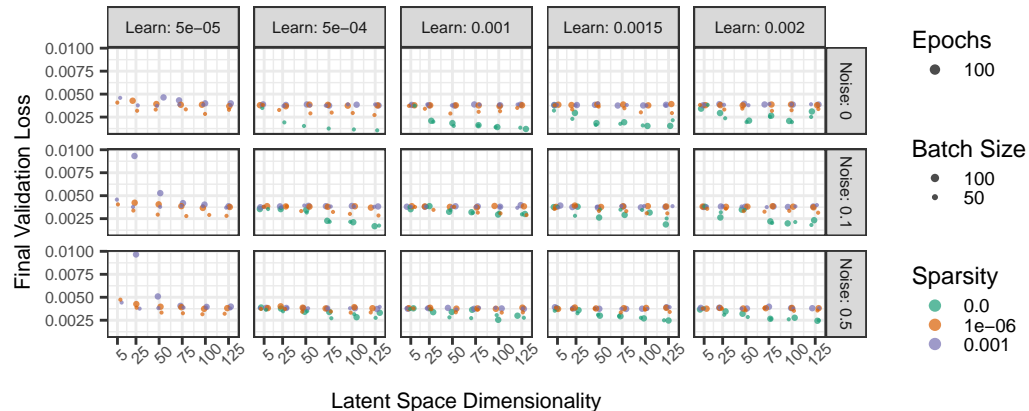 Learn: 5e−05 Learn: 5e−04 Learn: 0.001 Learn: 0.0015 Learn: 0.002
Final Validation Loss
0.0100
0.0075
0.0050
0.0025
Noise: 0
0.0100
0.0075
0.0050
0.0025
Noise: 0.1
0.0100
0.0075
0.0050
0.0025
Noise: 0.5
5 25 50 75 100 125 5 25 50 75 100 125 5 25 50 75 100 125 5 25 50 75 100 125 5 25 50 75 100 125
Latent Space Dimensionality
Epochs
100
Batch Size
100
50
Sparsity
0.0
1e−06
0.001